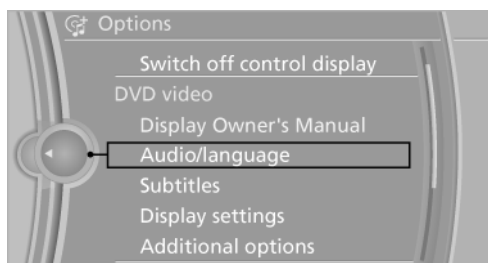 Options
Switch off control display
DVD video
Display Owner's Manual
Audio/language
Subtitles
Display settings
Additional options